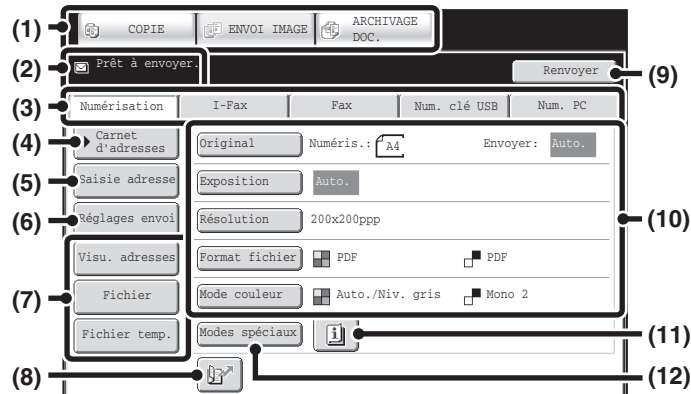 (1) COPIE ENVOI IMAGE ARCHIVAGE DOC.
(2) Prêt à envoyer.
Renvoyer (9)
(3) Numérisation I-Fax Fax Num. clé USB Num. PC
(4) Carnet d'adresses Original Numéris.: A4 Envoyer: Auto.
(5) Saisie adresse Exposition Auto.
(6) Réglages envoi Résolution 200x200ppp (10)
Visu. adresses Format fichier PDF PDF
(7) Fichier Mode couleur Auto./Niv. gris Mono 2
Fichier temp. Modes spéciaux (11)
(8) (12)